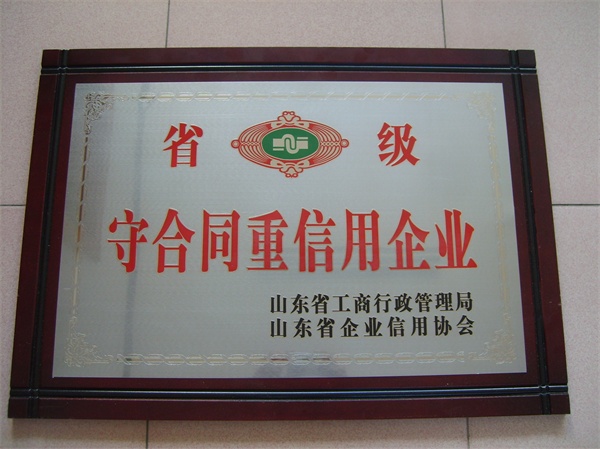 省 级
守合同重信用企业
山东省工商行政管理局
山东省企业信用协会